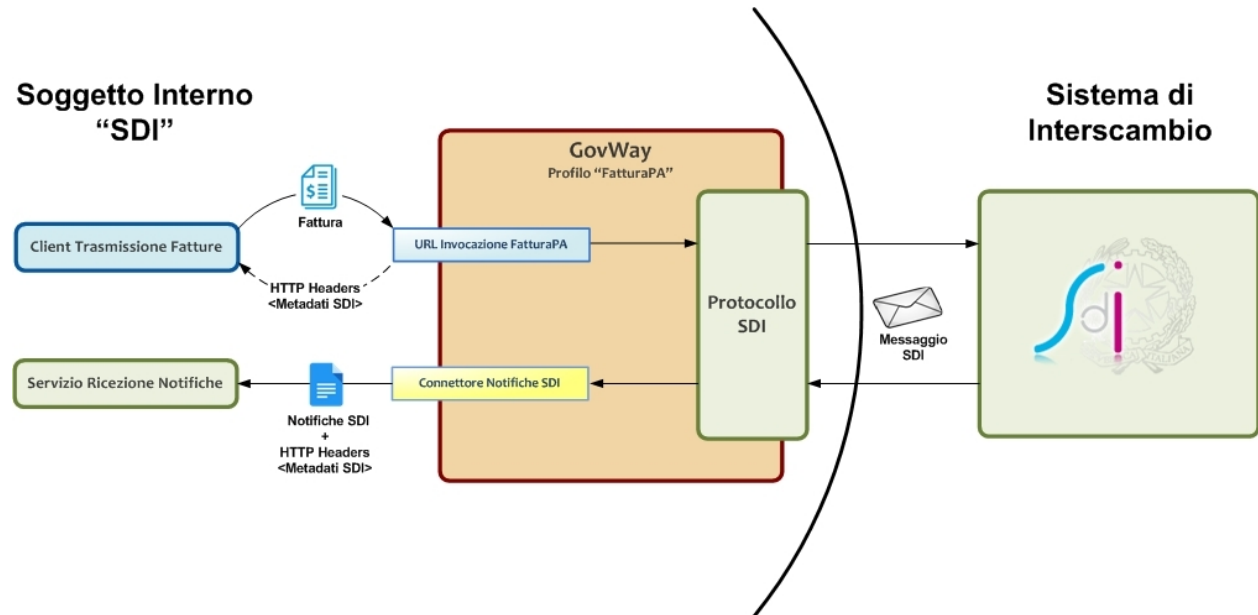 Soggetto Interno
“SDI”
Sistema di
Interscambio
GovWay
Profilo “FatturaPA”
Fattura
Client Trasmissione Fatture
URL Invocazione FatturaPA
HTTP Headers
<Metadati SDI>
Protocollo
SDI
Messaggio
SDI
Sdi
Servizio Ricezione Notifiche
Connettore Notifiche SDI
Notifiche SDI
+
HTTP Headers
<Metadati SDI>